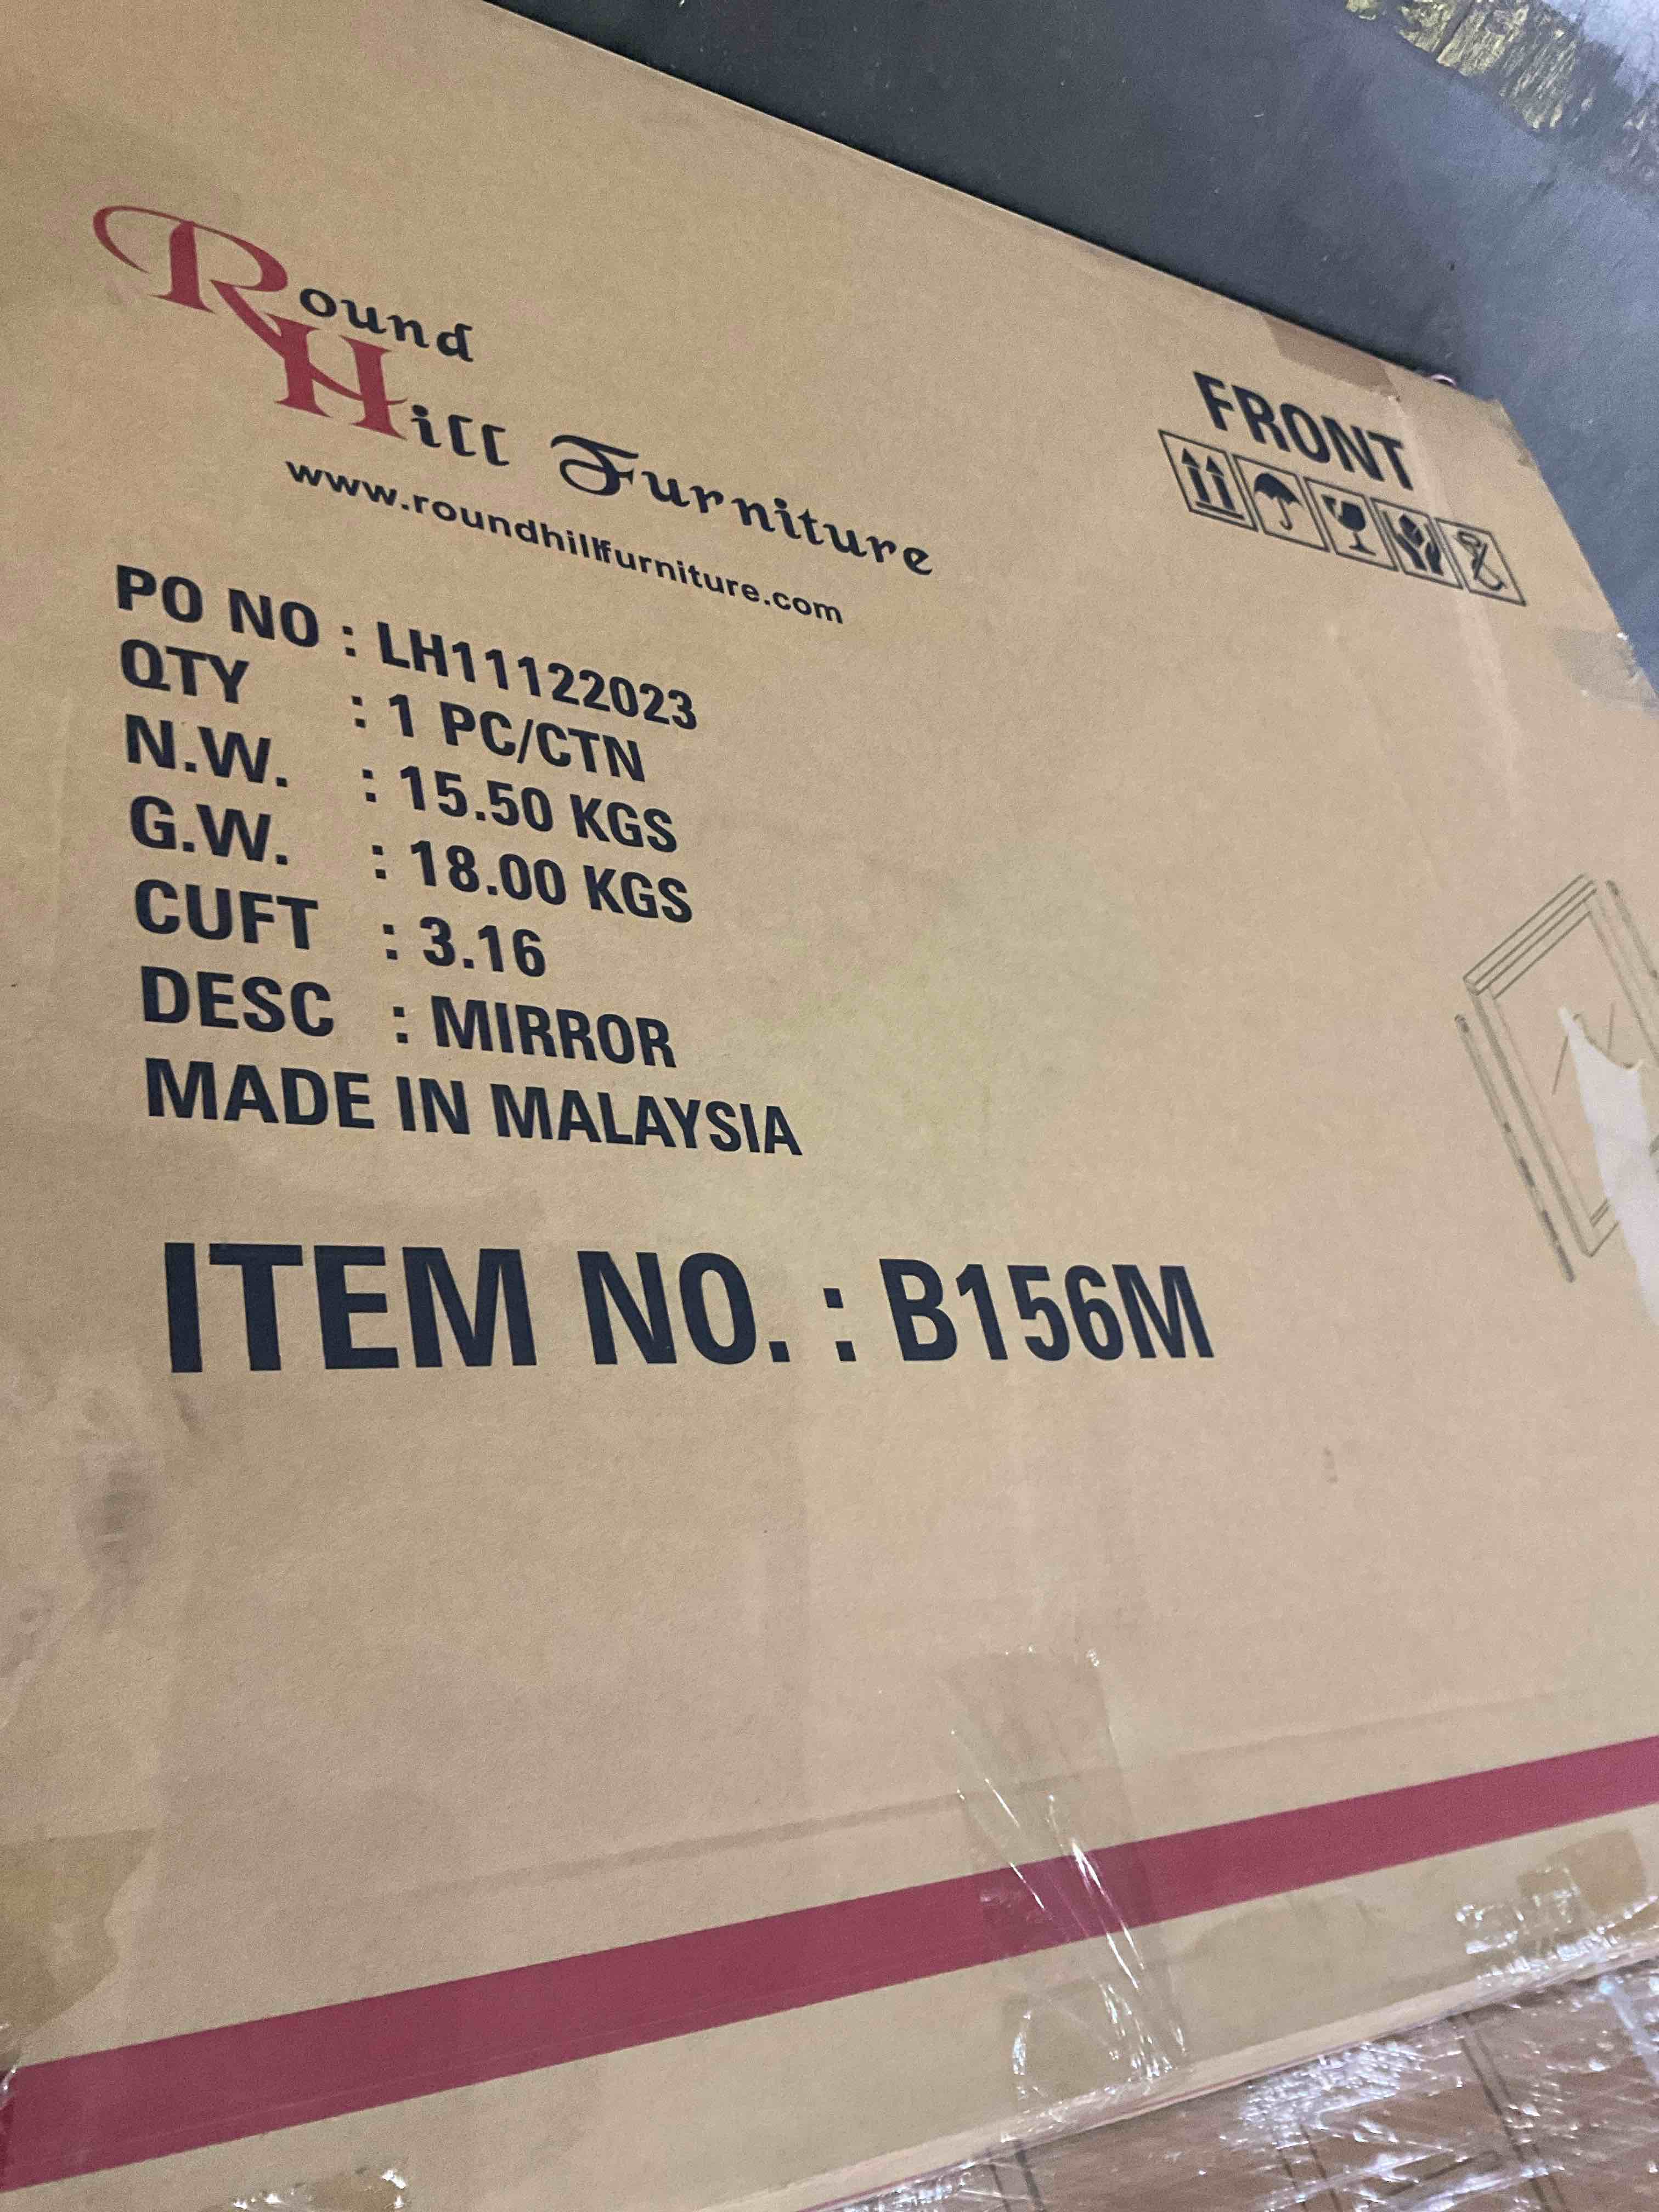 Round
Hill Furniture
www.roundhillfurniture.com
FRONT
PO NO : LH11122023
QTY : 1 PC/CTN
N.W. : 15.50 KGS
G.W. : 18.00 KGS
CUFT : 3.16
DESC : MIRROR
MADE IN MALAYSIA
ITEM NO. : B156M